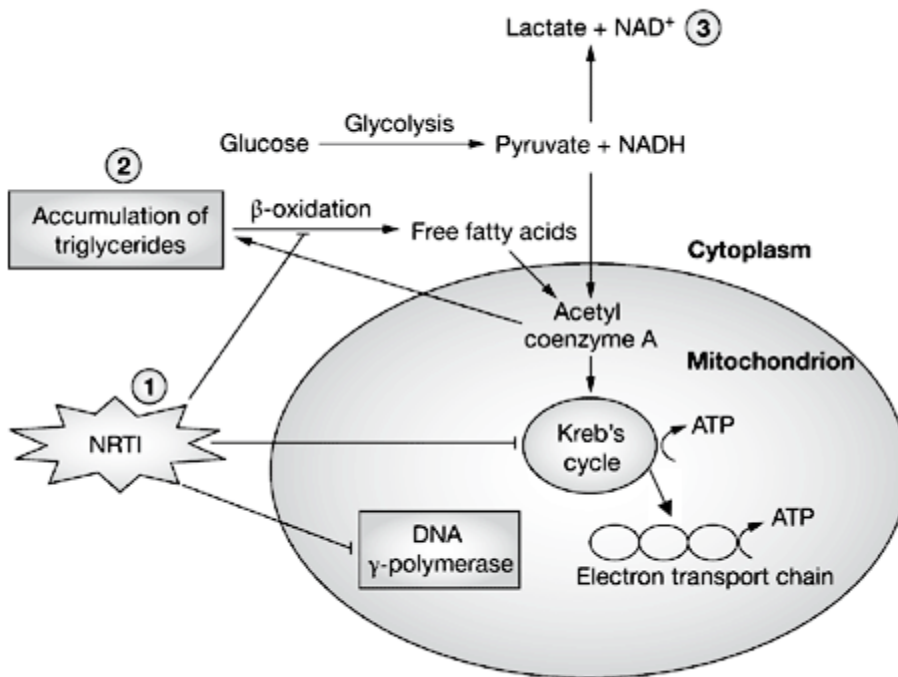 Lactate + NAD⁺ 3
Glycolysis
Glucose
Pyruvate + NADH
2
Accumulation of
triglycerides
β-oxidation
Free fatty acids
Cytoplasm
Acetyl
coenzyme A
Mitochondrion
1
NRTI
Kreb's
cycle
ATP
DNA
γ-polymerase
ATP
Electron transport chain